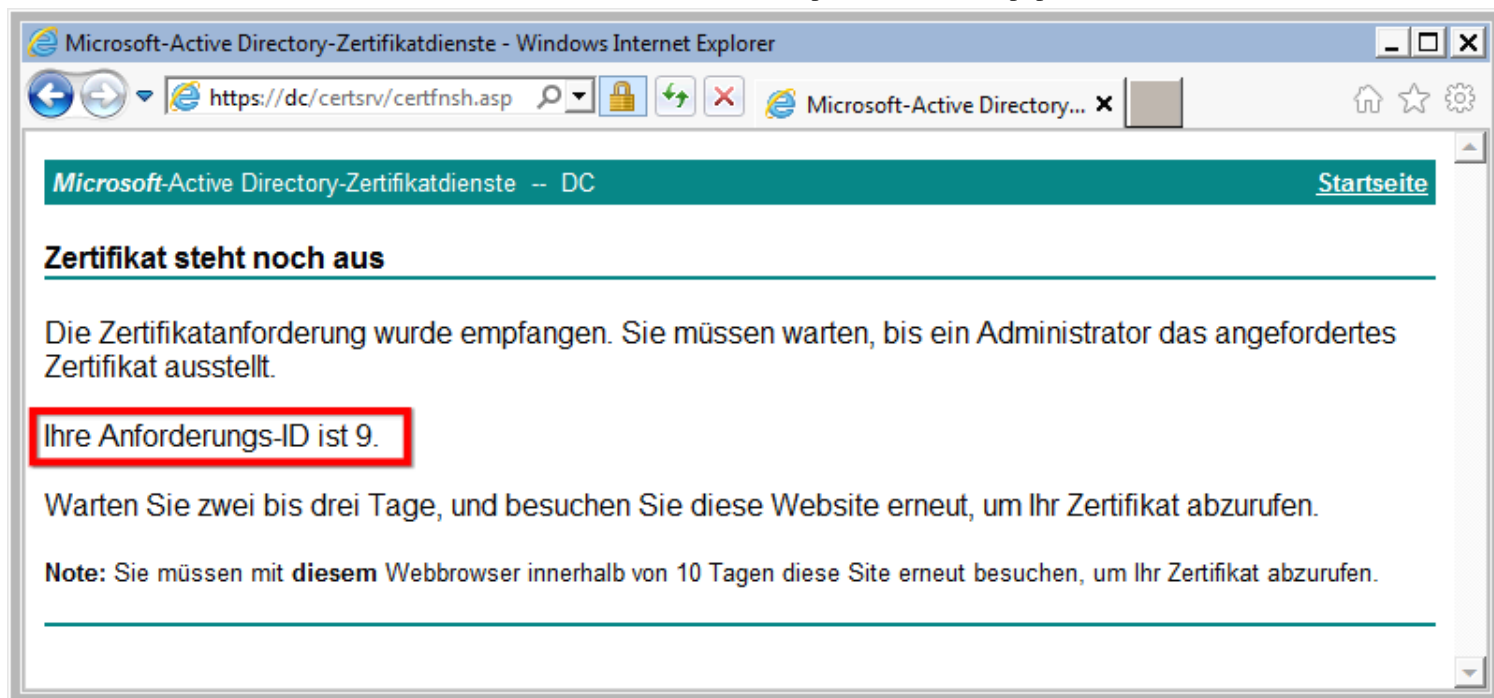 Microsoft-Active Directory-Zertifikatdienste - Windows Internet Explorer
https://dc/certsrv/certfnsh.asp
Microsoft-Active Directory...
Microsoft-Active Directory-Zertifikatdienste -- DC
Startseite
Zertifikat steht noch aus
Die Zertifikatanforderung wurde empfangen. Sie müssen warten, bis ein Administrator das angefordertes
Zertifikat ausstellt.
Ihre Anforderungs-ID ist 9.
Warten Sie zwei bis drei Tage, und besuchen Sie diese Website erneut, um Ihr Zertifikat abzurufen.
Note: Sie müssen mit diesem Webbrowser innerhalb von 10 Tagen diese Site erneut besuchen, um Ihr Zertifikat abzurufen.